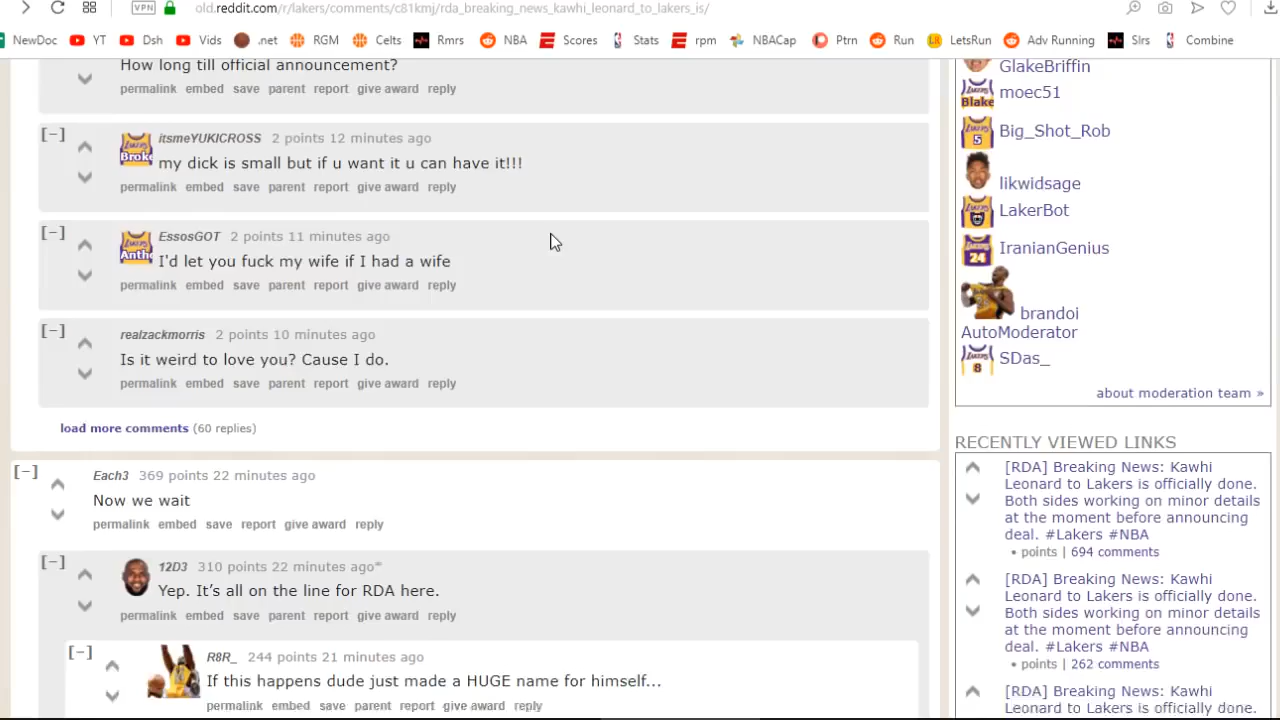 VPN old.reddit.com/r/lakers/comments/c81kmj/rda_breaking_news_kawhi_leonard_to_lakers_is/
NewDoc YT Dsh Vids .net RGM Celts Rmrs NBA Scores Stats rpm NBACap Ptrn Run LetsRun Adv Running Slrs Combine
How long till official announcement?
permalink embed save parent report give award reply
[-] itsmeYUKICROSS 2 points 12 minutes ago
my dick is small but if u want it u can have it!!!
permalink embed save parent report give award reply
[-] EssosGOT 2 points 11 minutes ago
I'd let you fuck my wife if I had a wife
permalink embed save parent report give award reply
[-] realzackmorris 2 points 10 minutes ago
Is it weird to love you? Cause I do.
permalink embed save parent report give award reply
load more comments (60 replies)
[-] Each3 369 points 22 minutes ago
Now we wait
permalink embed save report give award reply
[-] 12D3 310 points 22 minutes ago*
Yep. It's all on the line for RDA here.
permalink embed save parent report give award reply
[-] R8R_ 244 points 21 minutes ago
If this happens dude just made a HUGE name for himself...
permalink embed save parent report give award reply
GlakeBriffin
Blake moec51
5 Big_Shot_Rob
likwidsage
LakerBot
24 IranianGenius
brandoi
AutoModerator
8 SDas_
about moderation team »
RECENTLY VIEWED LINKS
[RDA] Breaking News: Kawhi
Leonard to Lakers is officially done.
Both sides working on minor details
at the moment before announcing
deal. #Lakers #NBA
• points | 694 comments
[RDA] Breaking News: Kawhi
Leonard to Lakers is officially done.
Both sides working on minor details
at the moment before announcing
deal. #Lakers #NBA
• points | 262 comments
[RDA] Breaking News: Kawhi
Leonard to Lakers is officially done.